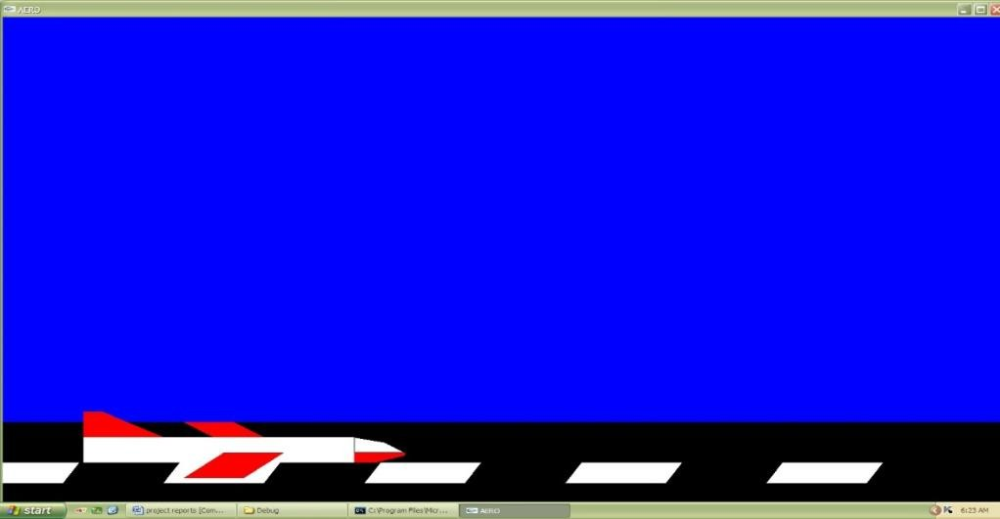 AERO
start
project reports [Com...
Debug
C:\Program Files\Micr...
AERO
6:23 AM